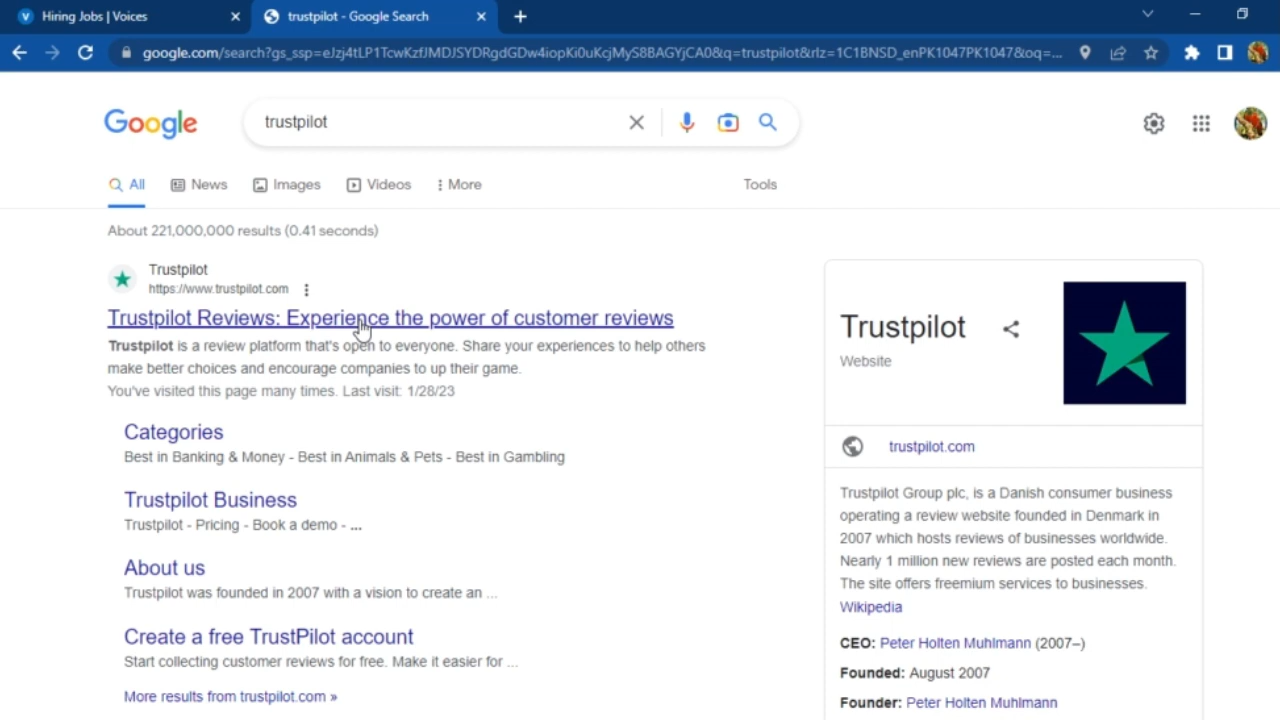 Hiring Jobs | Voices
trustpilot - Google Search
google.com/search?gs_ssp=eJzj4tLP1TcwKzfJMDJSYDRgdGDw4iopKi0uKcjMyS8BAGYjCA0&q=trustpilot&rlz=1C1BNSD_enPK1047PK1047&oq=...
Google
trustpilot
All
News
Images
Videos
More
Tools
About 221,000,000 results (0.41 seconds)
Trustpilot
https://www.trustpilot.com
Trustpilot Reviews: Experience the power of customer reviews
Trustpilot is a review platform that's open to everyone. Share your experiences to help others
make better choices and encourage companies to up their game.
You've visited this page many times. Last visit: 1/28/23
Categories
Best in Banking & Money - Best in Animals & Pets - Best in Gambling
Trustpilot Business
Trustpilot - Pricing - Book a demo - ...
About us
Trustpilot was founded in 2007 with a vision to create an ...
Create a free TrustPilot account
Start collecting customer reviews for free. Make it easier for ...
More results from trustpilot.com »
Trustpilot
Website
trustpilot.com
Trustpilot Group plc, is a Danish consumer business
operating a review website founded in Denmark in
2007 which hosts reviews of businesses worldwide.
Nearly 1 million new reviews are posted each month.
The site offers freemium services to businesses.
Wikipedia
CEO: Peter Holten Muhlmann (2007–)
Founded: August 2007
Founder: Peter Holten Muhlmann